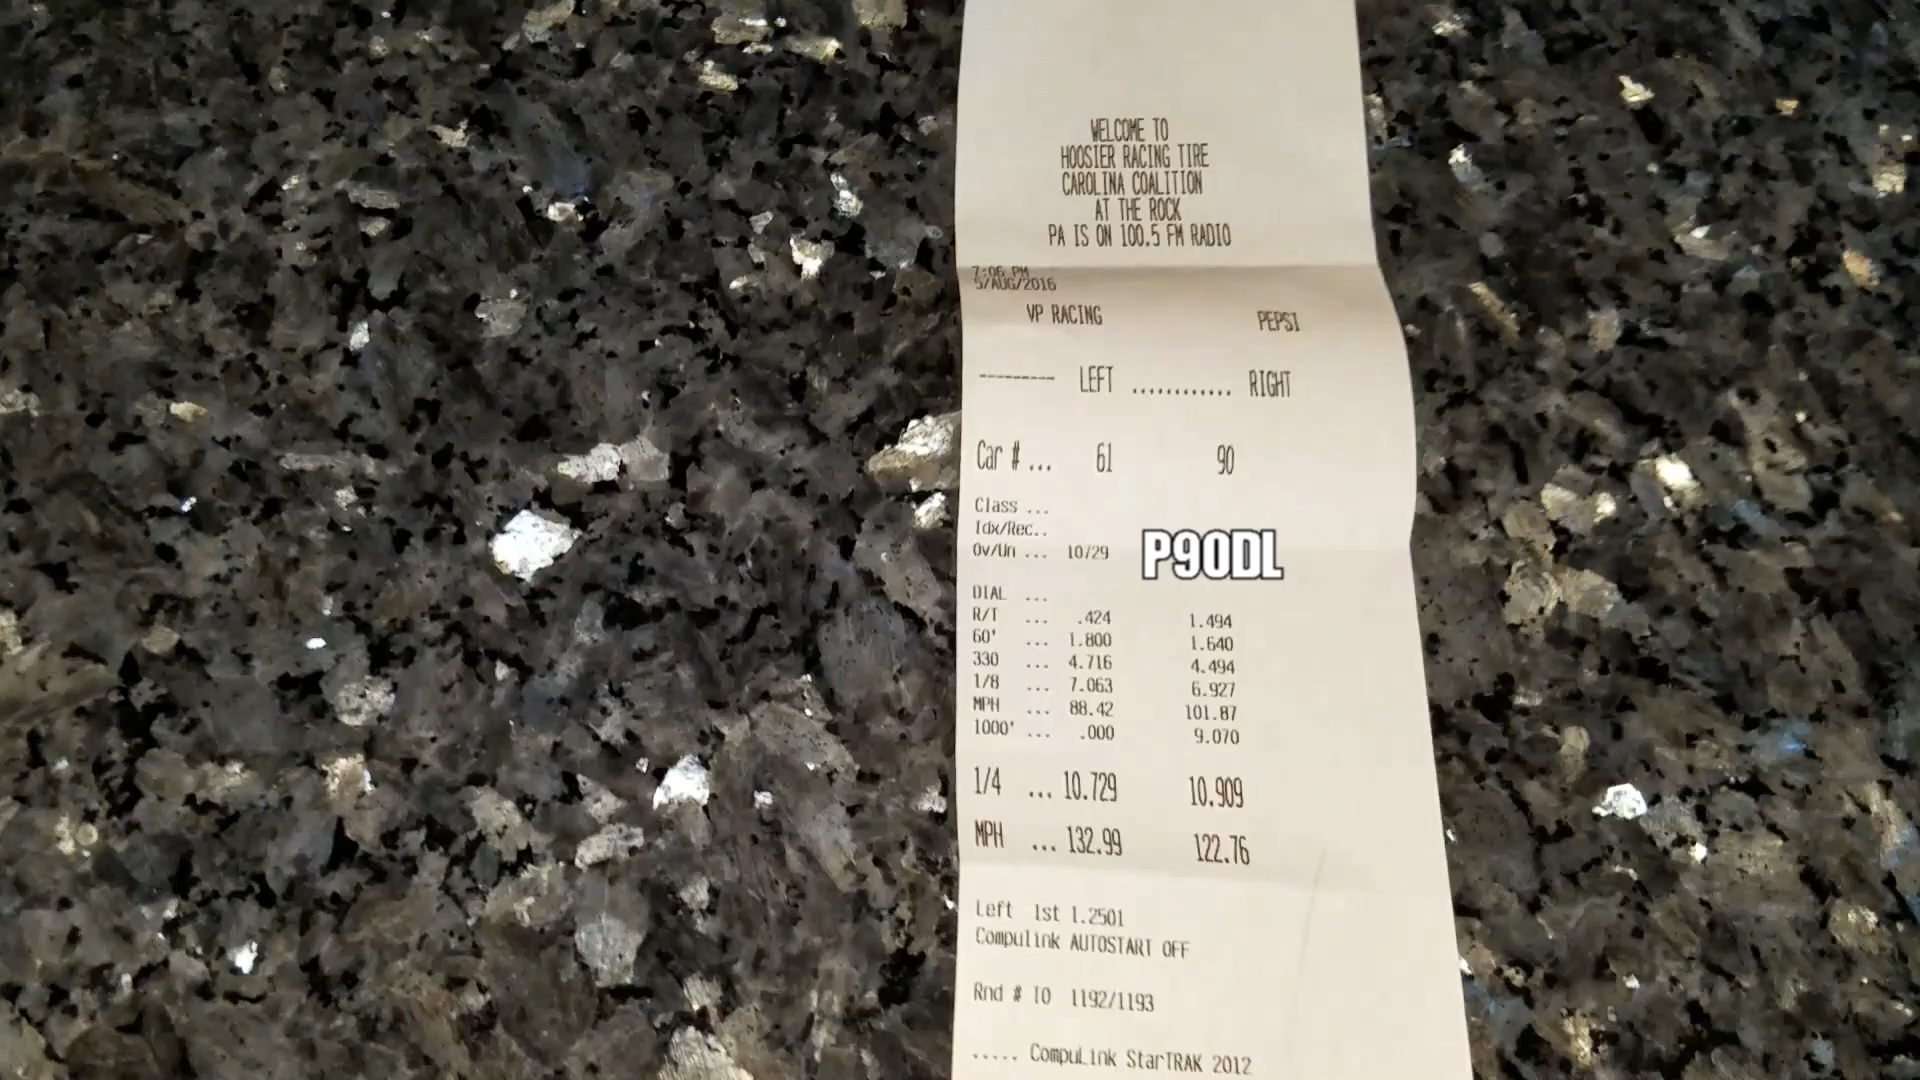 WELCOME TO
HOOSIER RACING TIRE
CAROLINA COALITION
AT THE ROCK
PA IS ON 100.5 FM RADIO
7:06 PM
5/AUG/2016
VP RACING PEPSI
--------- LEFT ............ RIGHT
Car # ... 61 90
Class ...
Idx/Rec..
Ov/Un ... 10729 P90DL
DIAL ...
R/T ... .424 1.494
60' ... 1.800 1.640
330 ... 4.716 4.494
1/8 ... 7.063 6.927
MPH ... 88.42 101.87
1000' ... .000 9.070
1/4 ... 10.729 10.909
MPH ... 132.99 122.76
Left 1st 1.2501
Compulink AUTOSTART OFF
Rnd # 10 1192/1193
..... CompuLink StarTRAK 2012